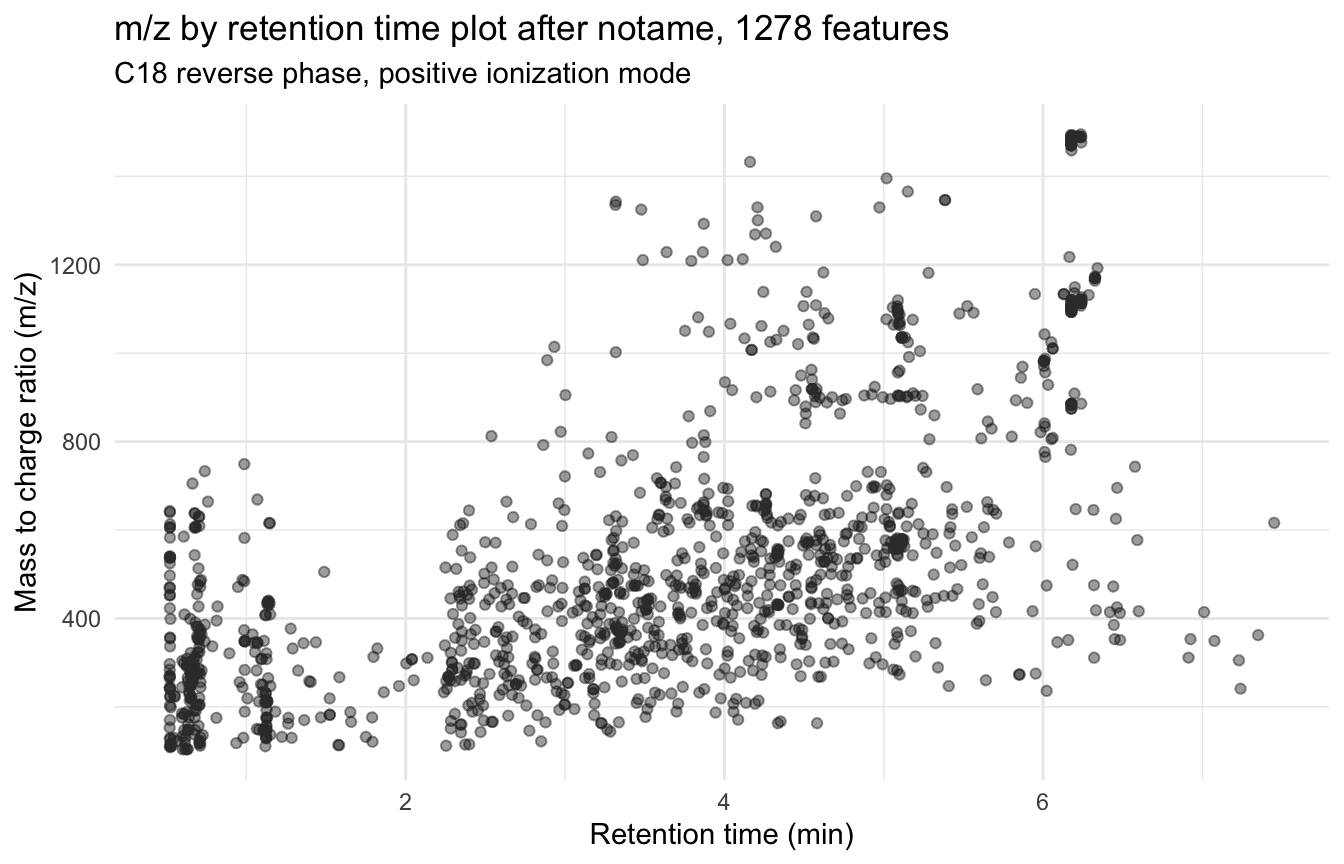 m/z by retention time plot after notame, 1278 features
C18 reverse phase, positive ionization mode
Mass to charge ratio (m/z)
1200
800
400
2
4
6
Retention time (min)